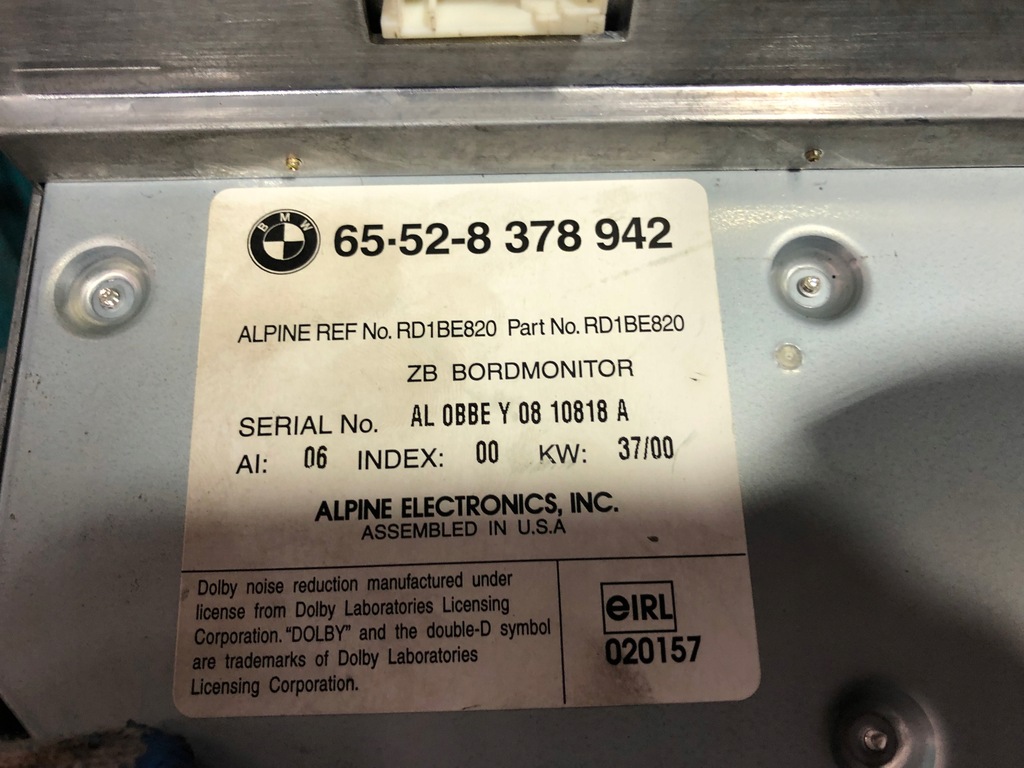 BMW
65·52-8 378 942
ALPINE REF No. RD1BE820 Part No. RD1BE820
ZB BORDMONITOR
SERIAL No. AL 0BBE Y 08 10818 A
AI: 06 INDEX: 00 KW: 37/00
ALPINE ELECTRONICS, INC.
ASSEMBLED IN U.S.A
Dolby noise reduction manufactured under
license from Dolby Laboratories Licensing
Corporation. "DOLBY" and the double-D symbol
are trademarks of Dolby Laboratories
Licensing Corporation.
eIRL
020157